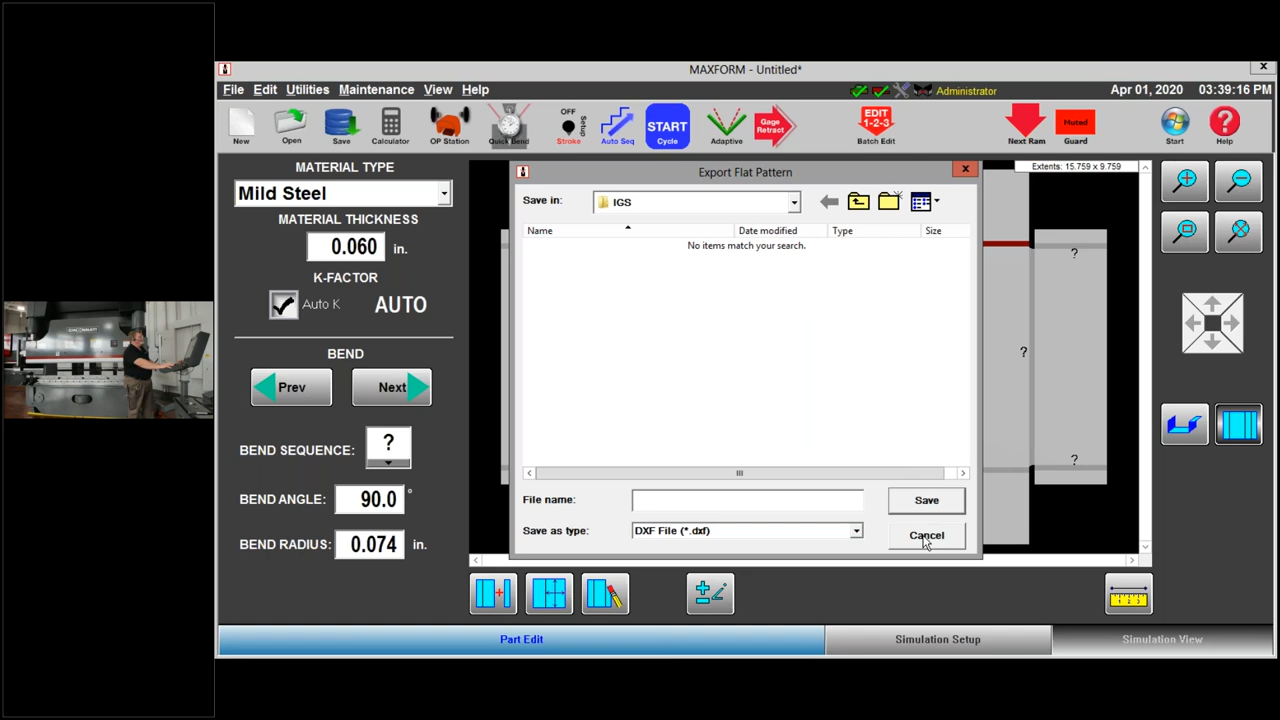 MAXFORM - Untitled*
X
File Edit Utilities Maintenance View Help
Administrator
Apr 01, 2020 03:39:16 PM
New
Open
Save
Calculator
OP Station
Quick Bend
OFF
Setup
Stroke
Auto Seq
START
Cycle
Adaptive
Gage
Retract
EDIT
1-2-3
Batch Edit
Next Ram
Muted
Guard
Start
?
Help
MATERIAL TYPE
Mild Steel
MATERIAL THICKNESS
0.060 in.
K-FACTOR
Auto K AUTO
BEND
Prev Next
BEND SEQUENCE: ?
BEND ANGLE: 90.0 °
BEND RADIUS: 0.074 in.
Export Flat Pattern
X
Save in: IGS
Name Date modified Type Size
No items match your search.
File name:
Save
Save as type: DXF File (*.dxf)
Cancel
Extents: 15.759 x 9.759
?
?
?
CINCINNATI
1 2 3
Part Edit Simulation Setup Simulation View